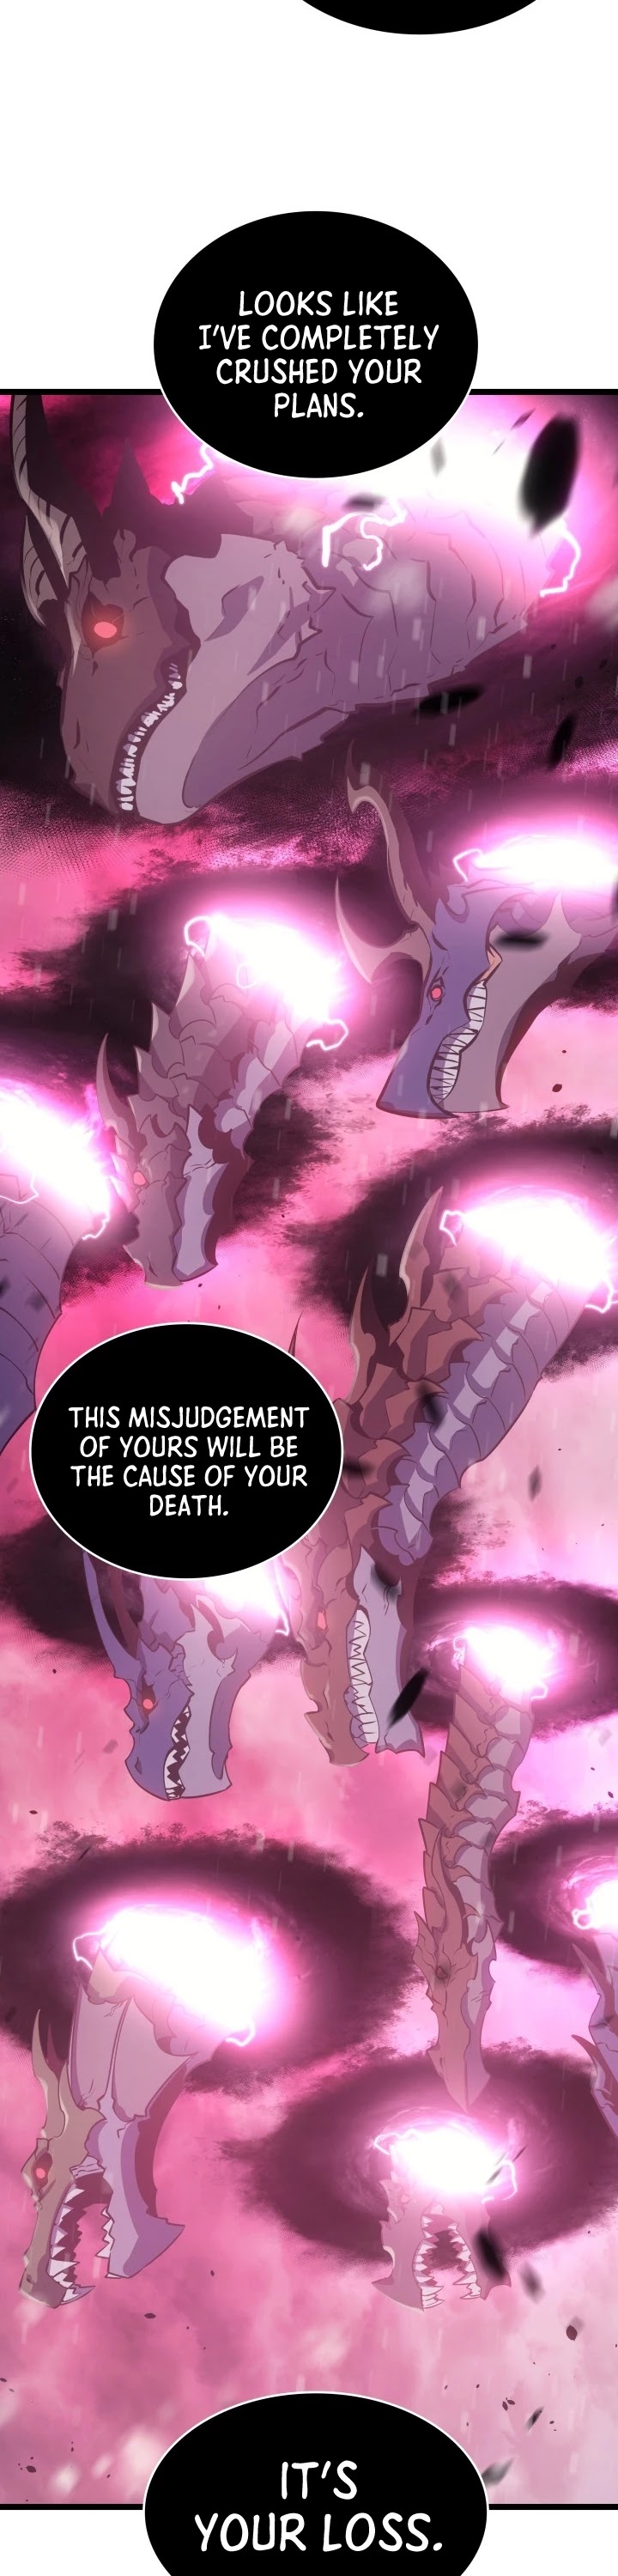 LOOKS LIKE
I'VE COMPLETELY
CRUSHED YOUR
PLANS.
THIS MISJUDGEMENT
OF YOURS WILL BE
THE CAUSE OF YOUR
DEATH.
IT'S
YOUR LOSS.